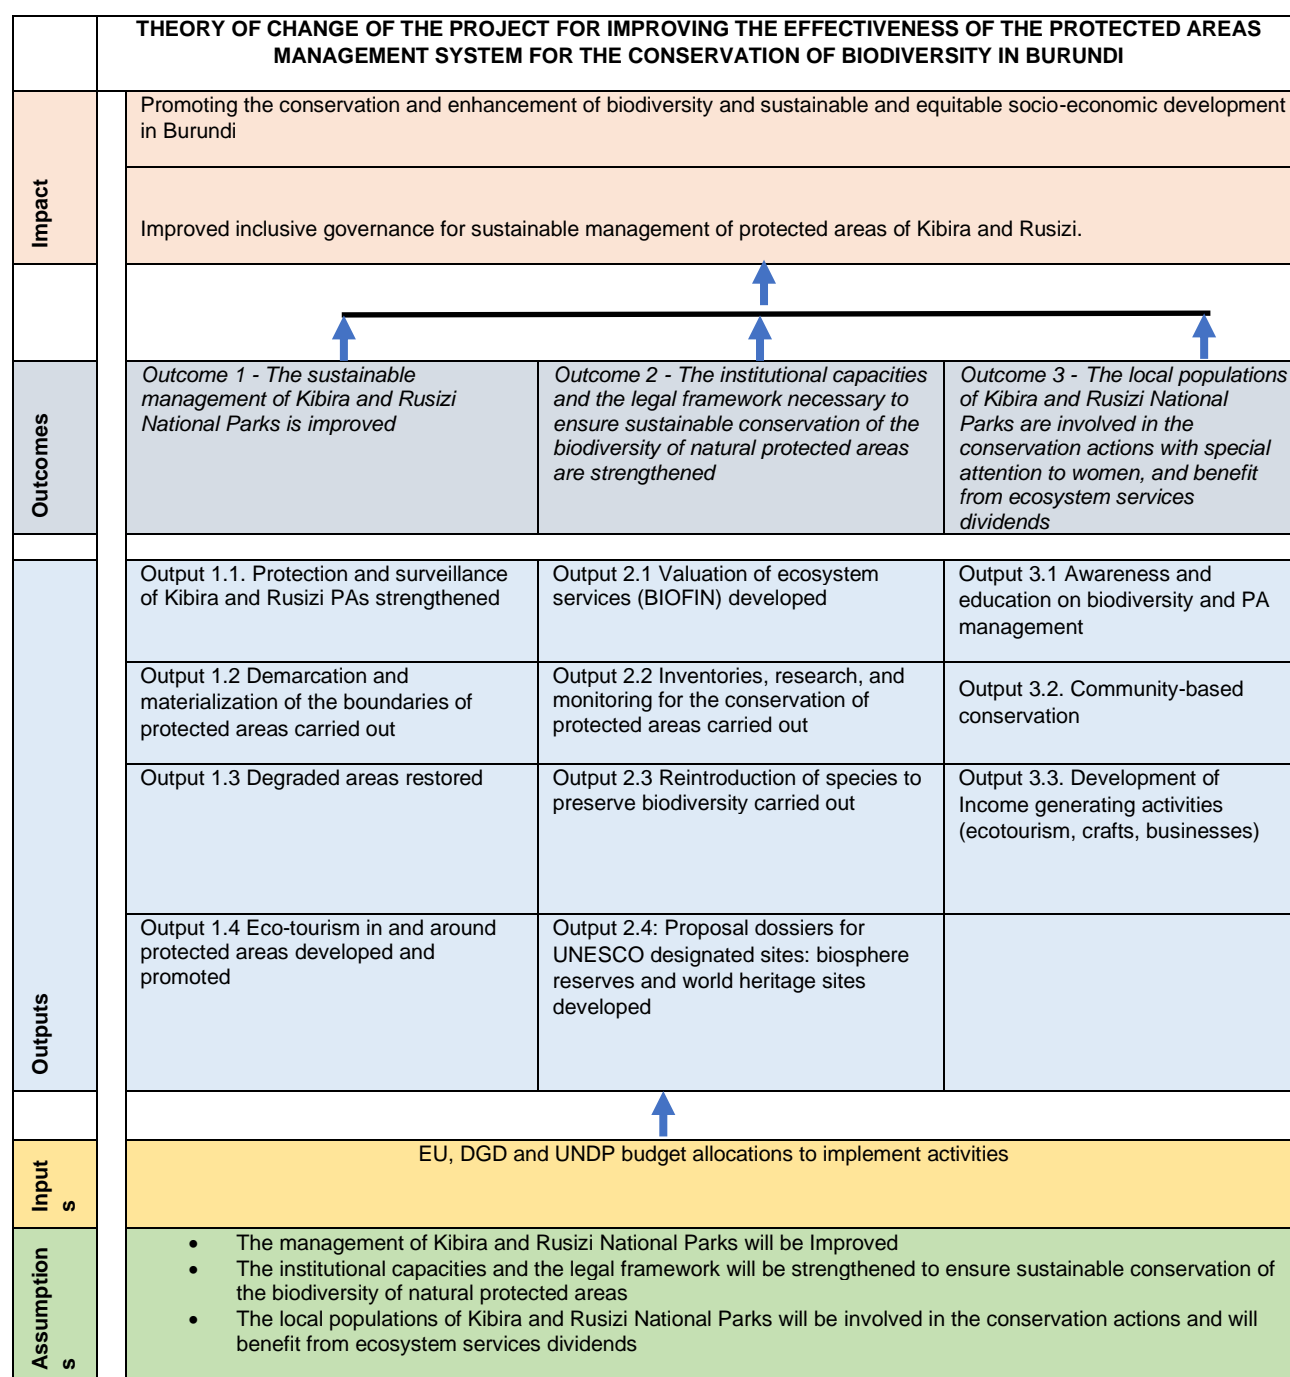 THEORY OF CHANGE OF THE PROJECT FOR IMPROVING THE EFFECTIVENESS OF THE PROTECTED AREAS
MANAGEMENT SYSTEM FOR THE CONSERVATION OF BIODIVERSITY IN BURUNDI
Impact
Promoting the conservation and enhancement of biodiversity and sustainable and equitable socio-economic development
in Burundi
Improved inclusive governance for sustainable management of protected areas of Kibira and Rusizi.
Outcomes
Outcome 1 - The sustainable
management of Kibira and Rusizi
National Parks is improved
Outcome 2 - The institutional capacities
and the legal framework necessary to
ensure sustainable conservation of the
biodiversity of natural protected areas
are strengthened
Outcome 3 - The local populations
of Kibira and Rusizi National
Parks are involved in the
conservation actions with special
attention to women, and benefit
from ecosystem services
dividends
Outputs
Output 1.1. Protection and surveillance
of Kibira and Rusizi PAs strengthened
Output 2.1 Valuation of ecosystem
services (BIOFIN) developed
Output 3.1 Awareness and
education on biodiversity and PA
management
Output 1.2 Demarcation and
materialization of the boundaries of
protected areas carried out
Output 2.2 Inventories, research, and
monitoring for the conservation of
protected areas carried out
Output 3.2. Community-based
conservation
Output 1.3 Degraded areas restored
Output 2.3 Reintroduction of species to
preserve biodiversity carried out
Output 3.3. Development of
Income generating activities
(ecotourism, crafts, businesses)
Output 1.4 Eco-tourism in and around
protected areas developed and
promoted
Output 2.4: Proposal dossiers for
UNESCO designated sites: biosphere
reserves and world heritage sites
developed
Input
s
EU, DGD and UNDP budget allocations to implement activities
Assumption
s
• The management of Kibira and Rusizi National Parks will be Improved
• The institutional capacities and the legal framework will be strengthened to ensure sustainable conservation of
the biodiversity of natural protected areas
• The local populations of Kibira and Rusizi National Parks will be involved in the conservation actions and will
benefit from ecosystem services dividends